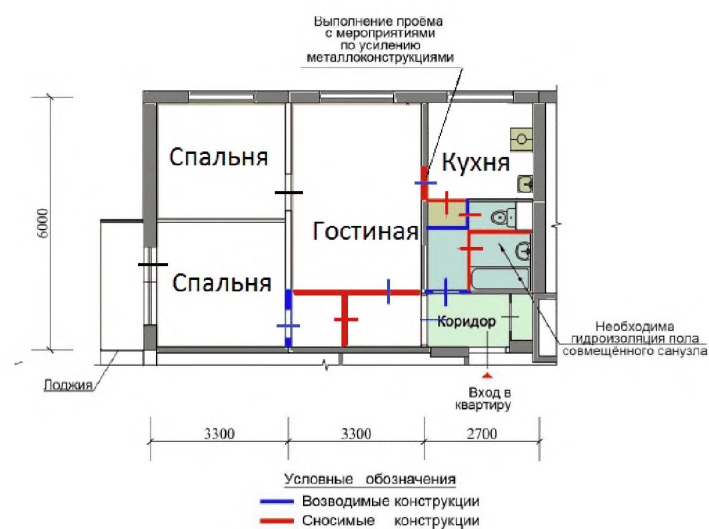 Выполнение проёма
с мероприятиями
по усилению
металлоконструкциями
Спальня
Кухня
6000
Гостиная
Спальня
Коридор
Необходима
гидроизоляция пола
совмещённого санузла
Лоджия
Вход в
квартиру
3300
3300
2700
Условные обозначения
Возводимые конструкции
Сносимые конструкции